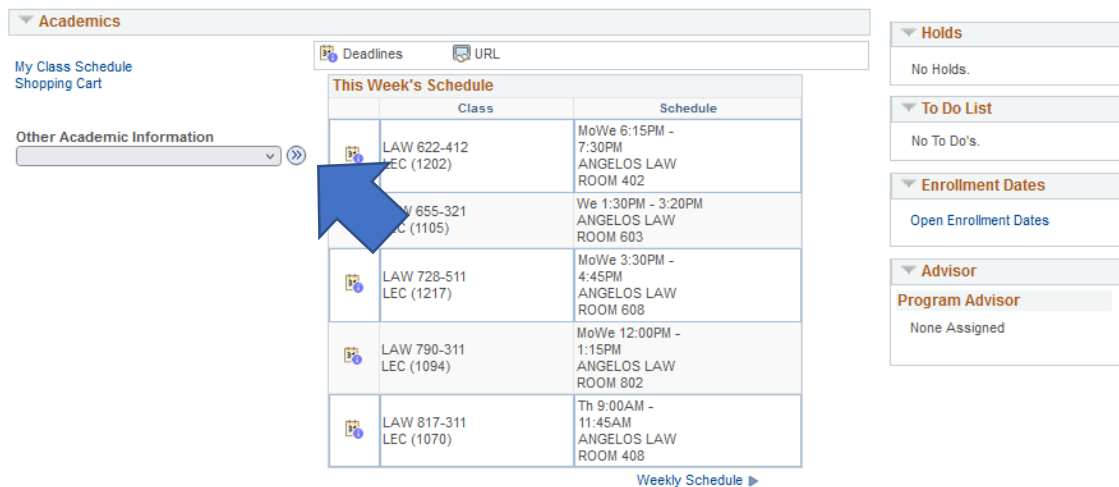 Academics
My Class Schedule
Shopping Cart
Other Academic Information
Deadlines URL
This Week's Schedule
Class Schedule
LAW 622-412
LEC (1202)
MoWe 6:15PM -
7:30PM
ANGELOS LAW
ROOM 402
655-321
(1105)
We 1:30PM - 3:20PM
ANGELOS LAW
ROOM 603
LAW 728-511
LEC (1217)
MoWe 3:30PM -
4:45PM
ANGELOS LAW
ROOM 608
LAW 790-311
LEC (1094)
MoWe 12:00PM -
1:15PM
ANGELOS LAW
ROOM 802
LAW 817-311
LEC (1070)
Th 9:00AM -
11:45AM
ANGELOS LAW
ROOM 408
Weekly Schedule
Holds
No Holds.
To Do List
No To Do's.
Enrollment Dates
Open Enrollment Dates
Advisor
Program Advisor
None Assigned